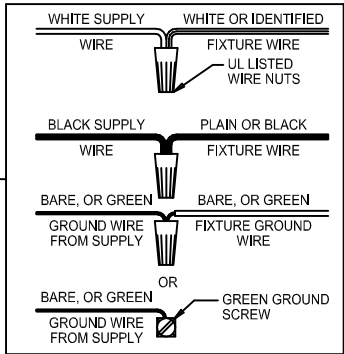 WHITE SUPPLY WIRE
WHITE OR IDENTIFIED FIXTURE WIRE
UL LISTED
WIRE NUTS
BLACK SUPPLY WIRE
PLAIN OR BLACK FIXTURE WIRE
BARE, OR GREEN
GROUND WIRE
FROM SUPPLY
BARE, OR GREEN
FIXTURE GROUND
WIRE
OR
BARE, OR GREEN
GROUND WIRE
FROM SUPPLY
GREEN GROUND
SCREW